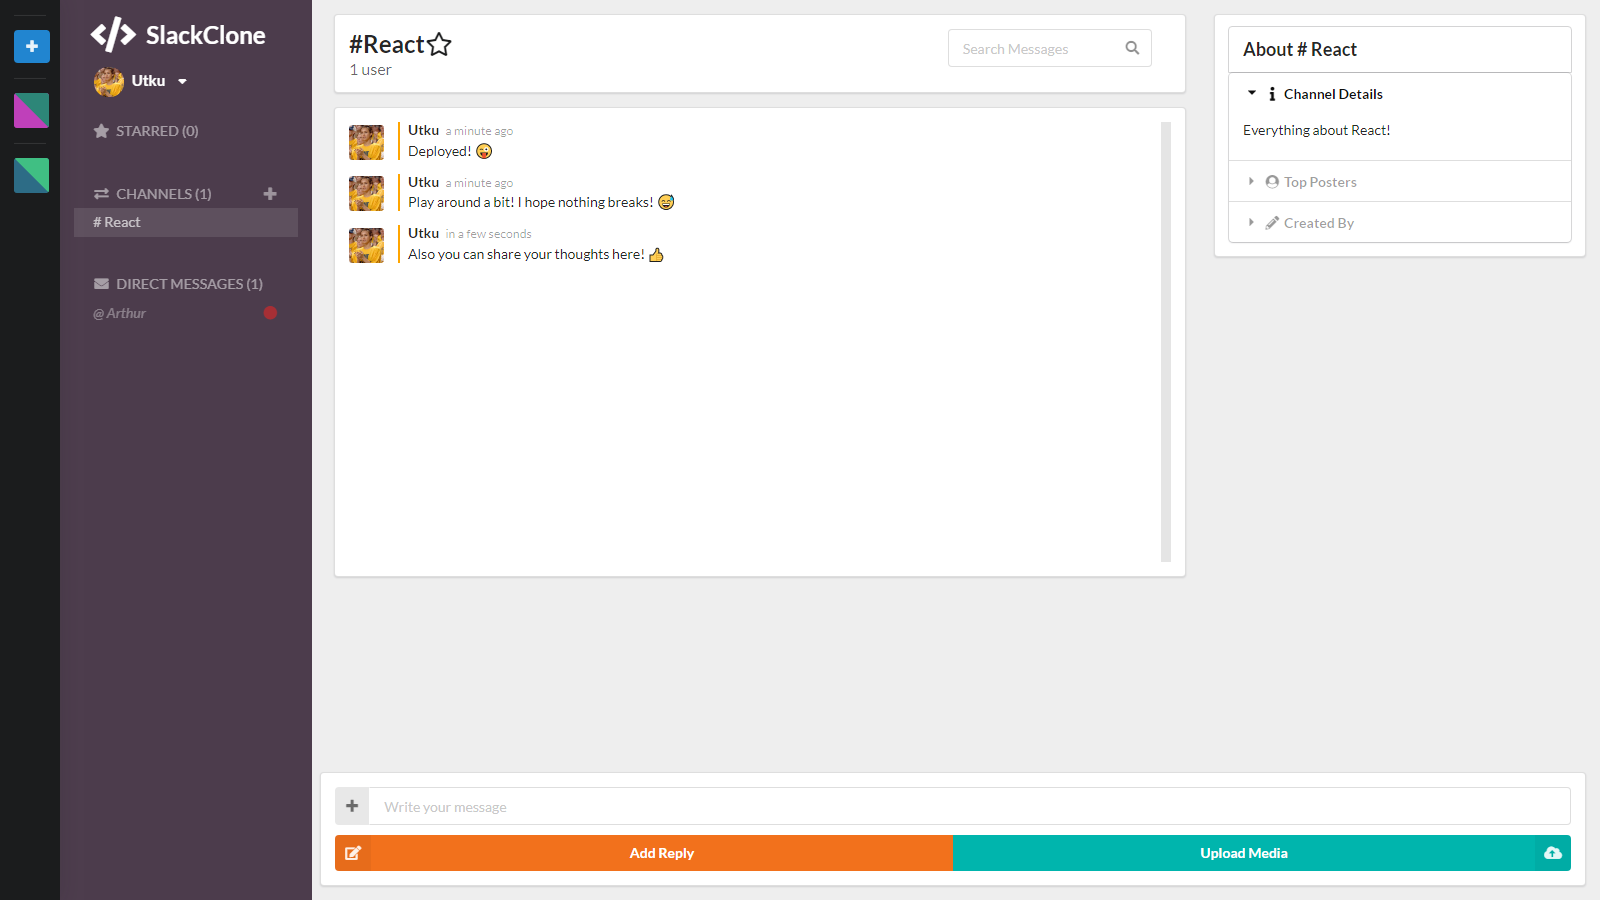 SlackClone
Utku
STARRED (0)
CHANNELS (1)
# React
DIRECT MESSAGES (1)
@ Arthur
#React
1 user
Search Messages
Utku a minute ago
Deployed! 😜
Utku a minute ago
Play around a bit! I hope nothing breaks! 😅
Utku in a few seconds
Also you can share your thoughts here! 👍
About # React
Channel Details
Everything about React!
Top Posters
Created By
Write your message
Add Reply
Upload Media